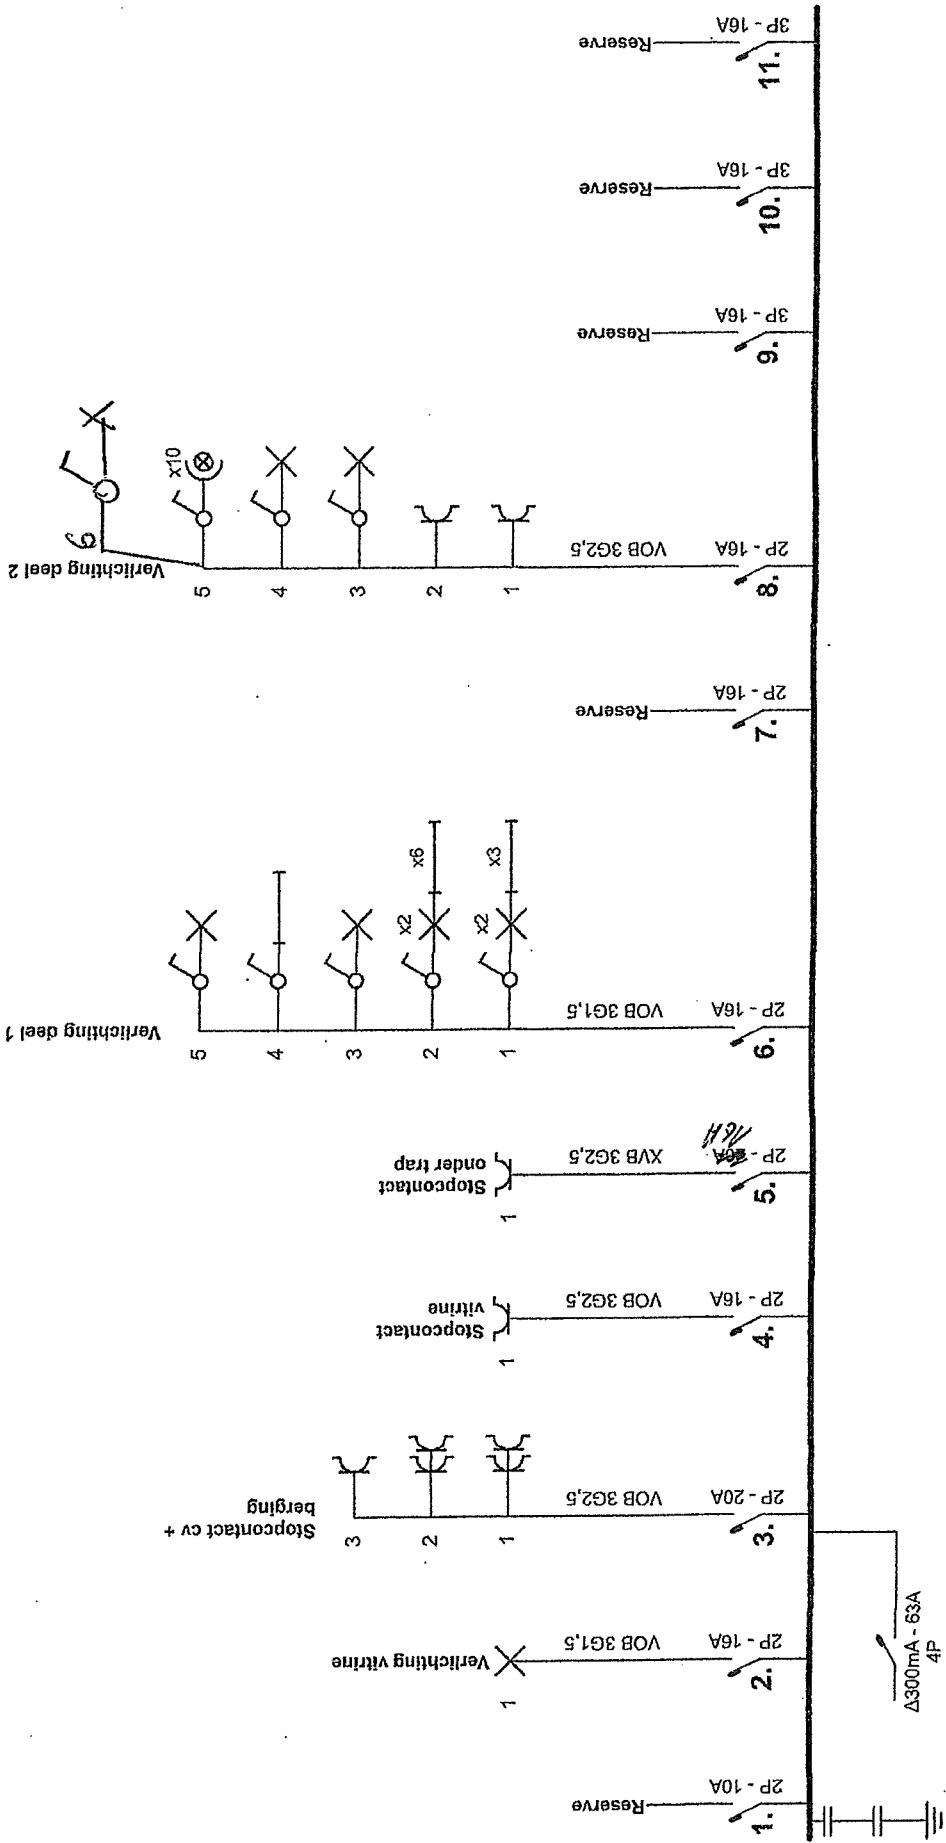 1.
2P - 10A
Reserve
Δ300mA - 63A
4P
2.
2P - 16A
VOB 3G1,5
1
Verlichting vitrine
3.
2P - 20A
VOB 3G2,5
1
2
3
Stopcontact cv +
berging
4.
2P - 16A
VOB 3G2,5
1
Stopcontact
vitrine
5.
2P -
16A
XVB 3G2,5
1
Stopcontact
onder trap
6.
2P - 16A
VOB 3G1,5
1
x2
x3
2
x2
x6
3
4
5
Verlichting deel 1
7.
2P - 16A
Reserve
8.
2P - 16A
VOB 3G2,5
1
2
3
4
5
x10
6
Verlichting deel 2
9.
3P - 16A
Reserve
10.
3P - 16A
Reserve
11.
3P - 16A
Reserve